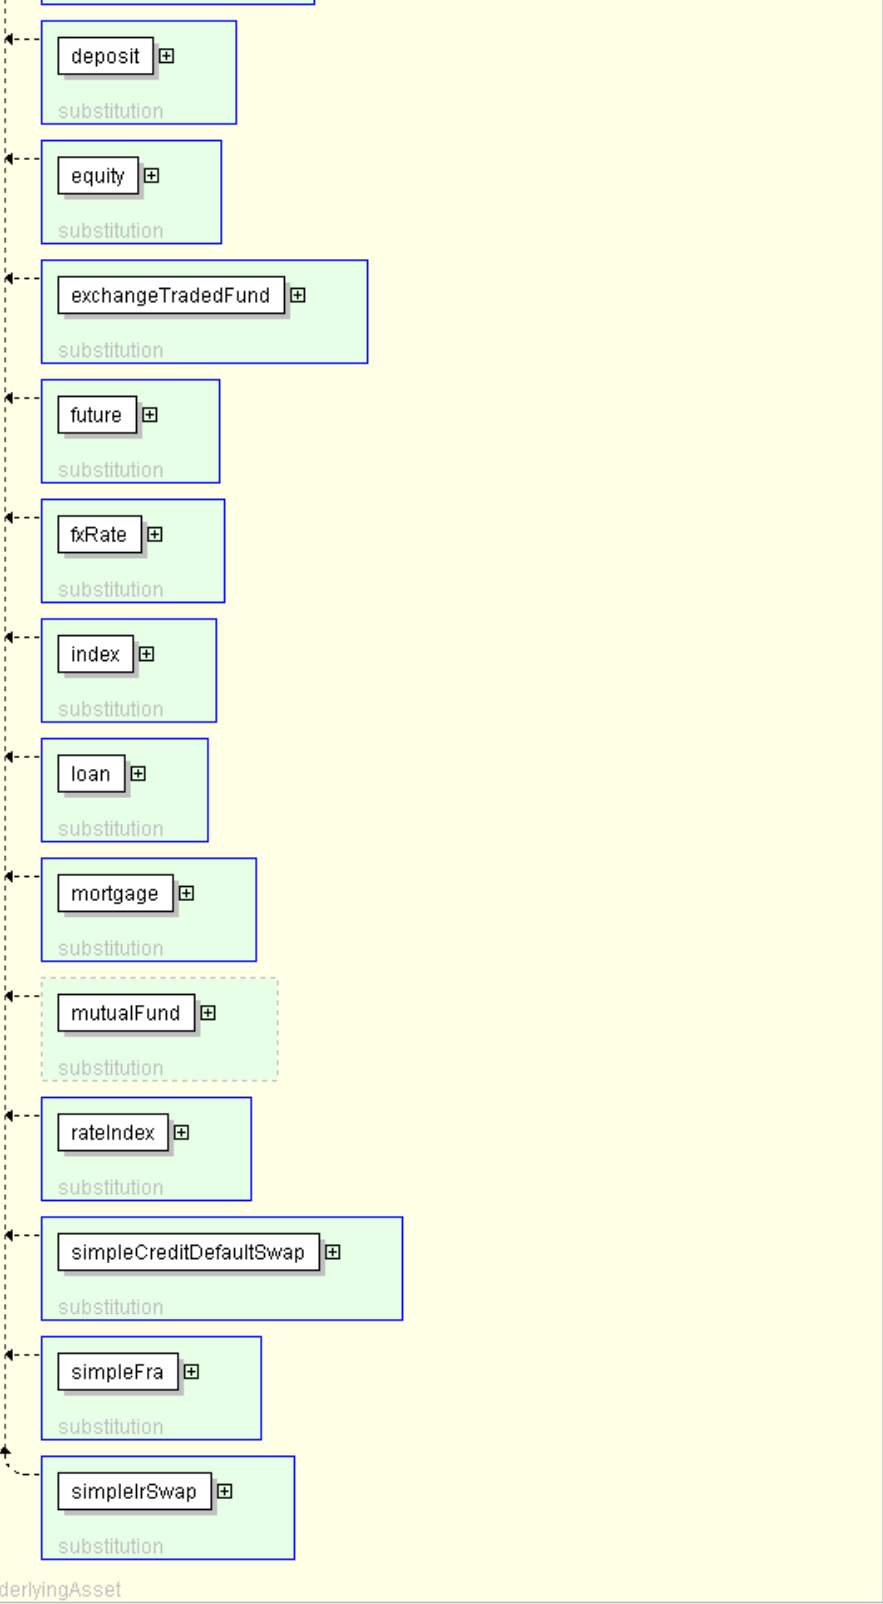 deposit
substitution
equity
substitution
exchangeTradedFund
substitution
future
substitution
fxRate
substitution
index
substitution
loan
substitution
mortgage
substitution
mutualFund
substitution
rateIndex
substitution
simpleCreditDefaultSwap
substitution
simpleFra
substitution
simpleIrSwap
substitution
derlyingAsset